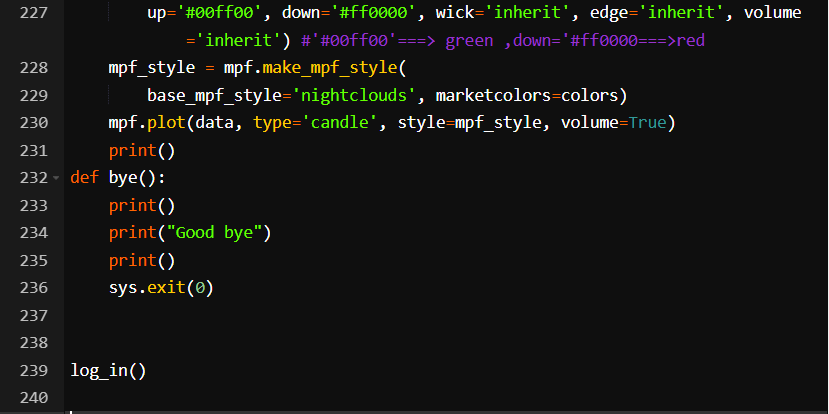 227 up='#00ff00', down='#ff0000', wick='inherit', edge='inherit', volume
='inherit') #'#00ff00'===> green ,down='#ff0000===>red
228 mpf_style = mpf.make_mpf_style(
229 base_mpf_style='nightclouds', marketcolors=colors)
230 mpf.plot(data, type='candle', style=mpf_style, volume=True)
231 print()
232 def bye():
233 print()
234 print("Good bye")
235 print()
236 sys.exit(0)
237
238
239 log_in()
240